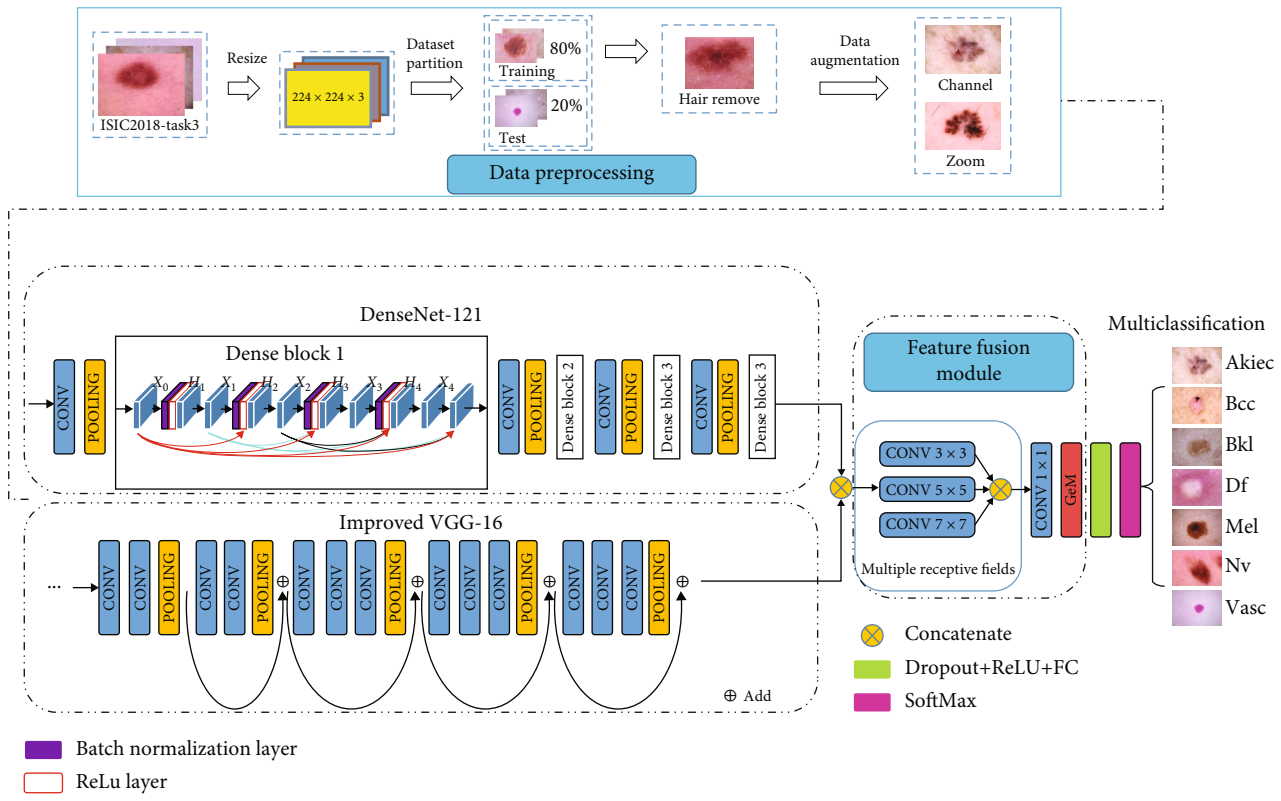 ISIC2018-task3
Resize
224 × 224 × 3
Dataset
partition
80%
Training
20%
Test
Hair remove
Data
augmentation
Channel
Zoom
Data preprocessing
DenseNet-121
Dense block 1
X0 H1 X1 H2 X2 H3 X3 H4 X4
CONV
POOLING
CONV
POOLING
Dense block 2
CONV
POOLING
Dense block 3
CONV
POOLING
Dense block 3
Improved VGG-16
...
CONV
CONV
POOLING
CONV
CONV
POOLING
⊕
CONV
CONV
CONV
POOLING
⊕
CONV
CONV
CONV
POOLING
⊕
CONV
CONV
CONV
POOLING
⊕
⊕ Add
Feature fusion
module
CONV 3 × 3
CONV 5 × 5
CONV 7 × 7
Multiple receptive fields
CONV 1 × 1
GeM
Multiclassification
Akiec
Bcc
Bkl
Df
Mel
Nv
Vasc
Concatenate
Dropout+ReLU+FC
SoftMax
Batch normalization layer
ReLu layer